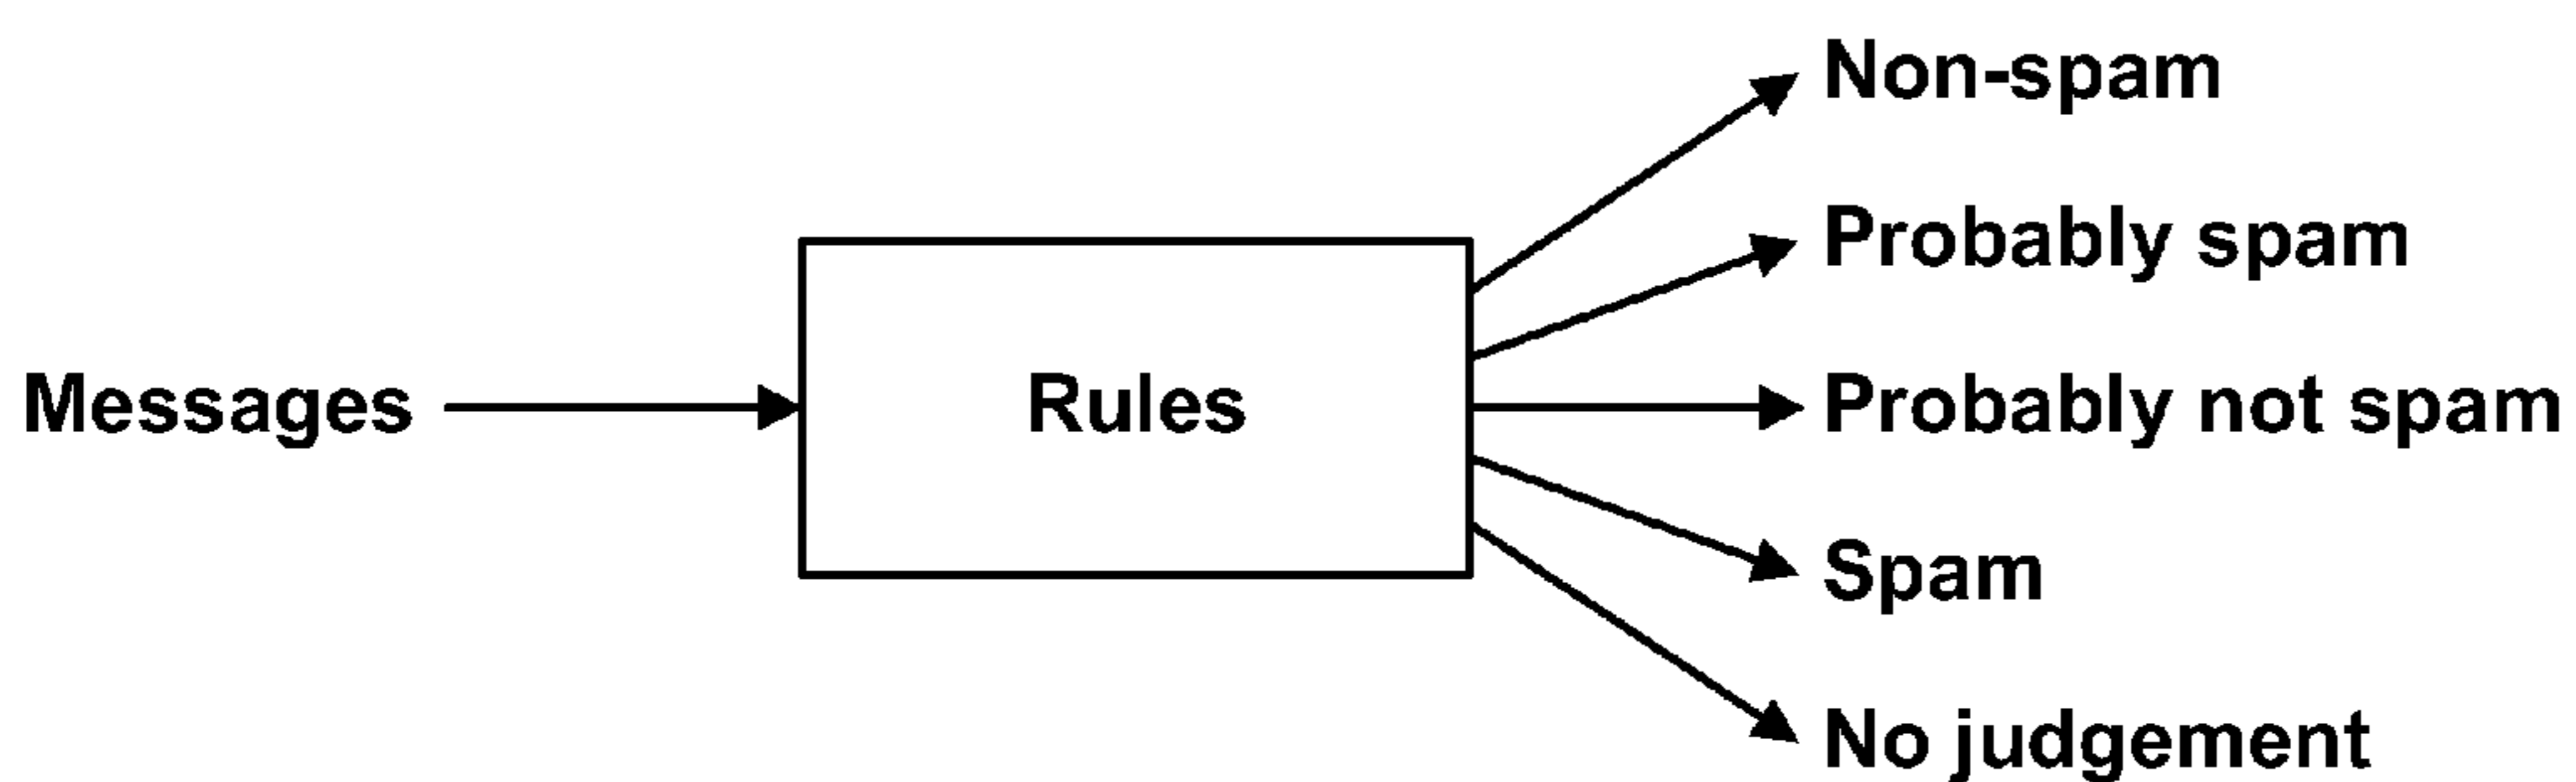 Non-spam
Probably spam
Messages
Rules
Probably not spam
Spam
No judgement